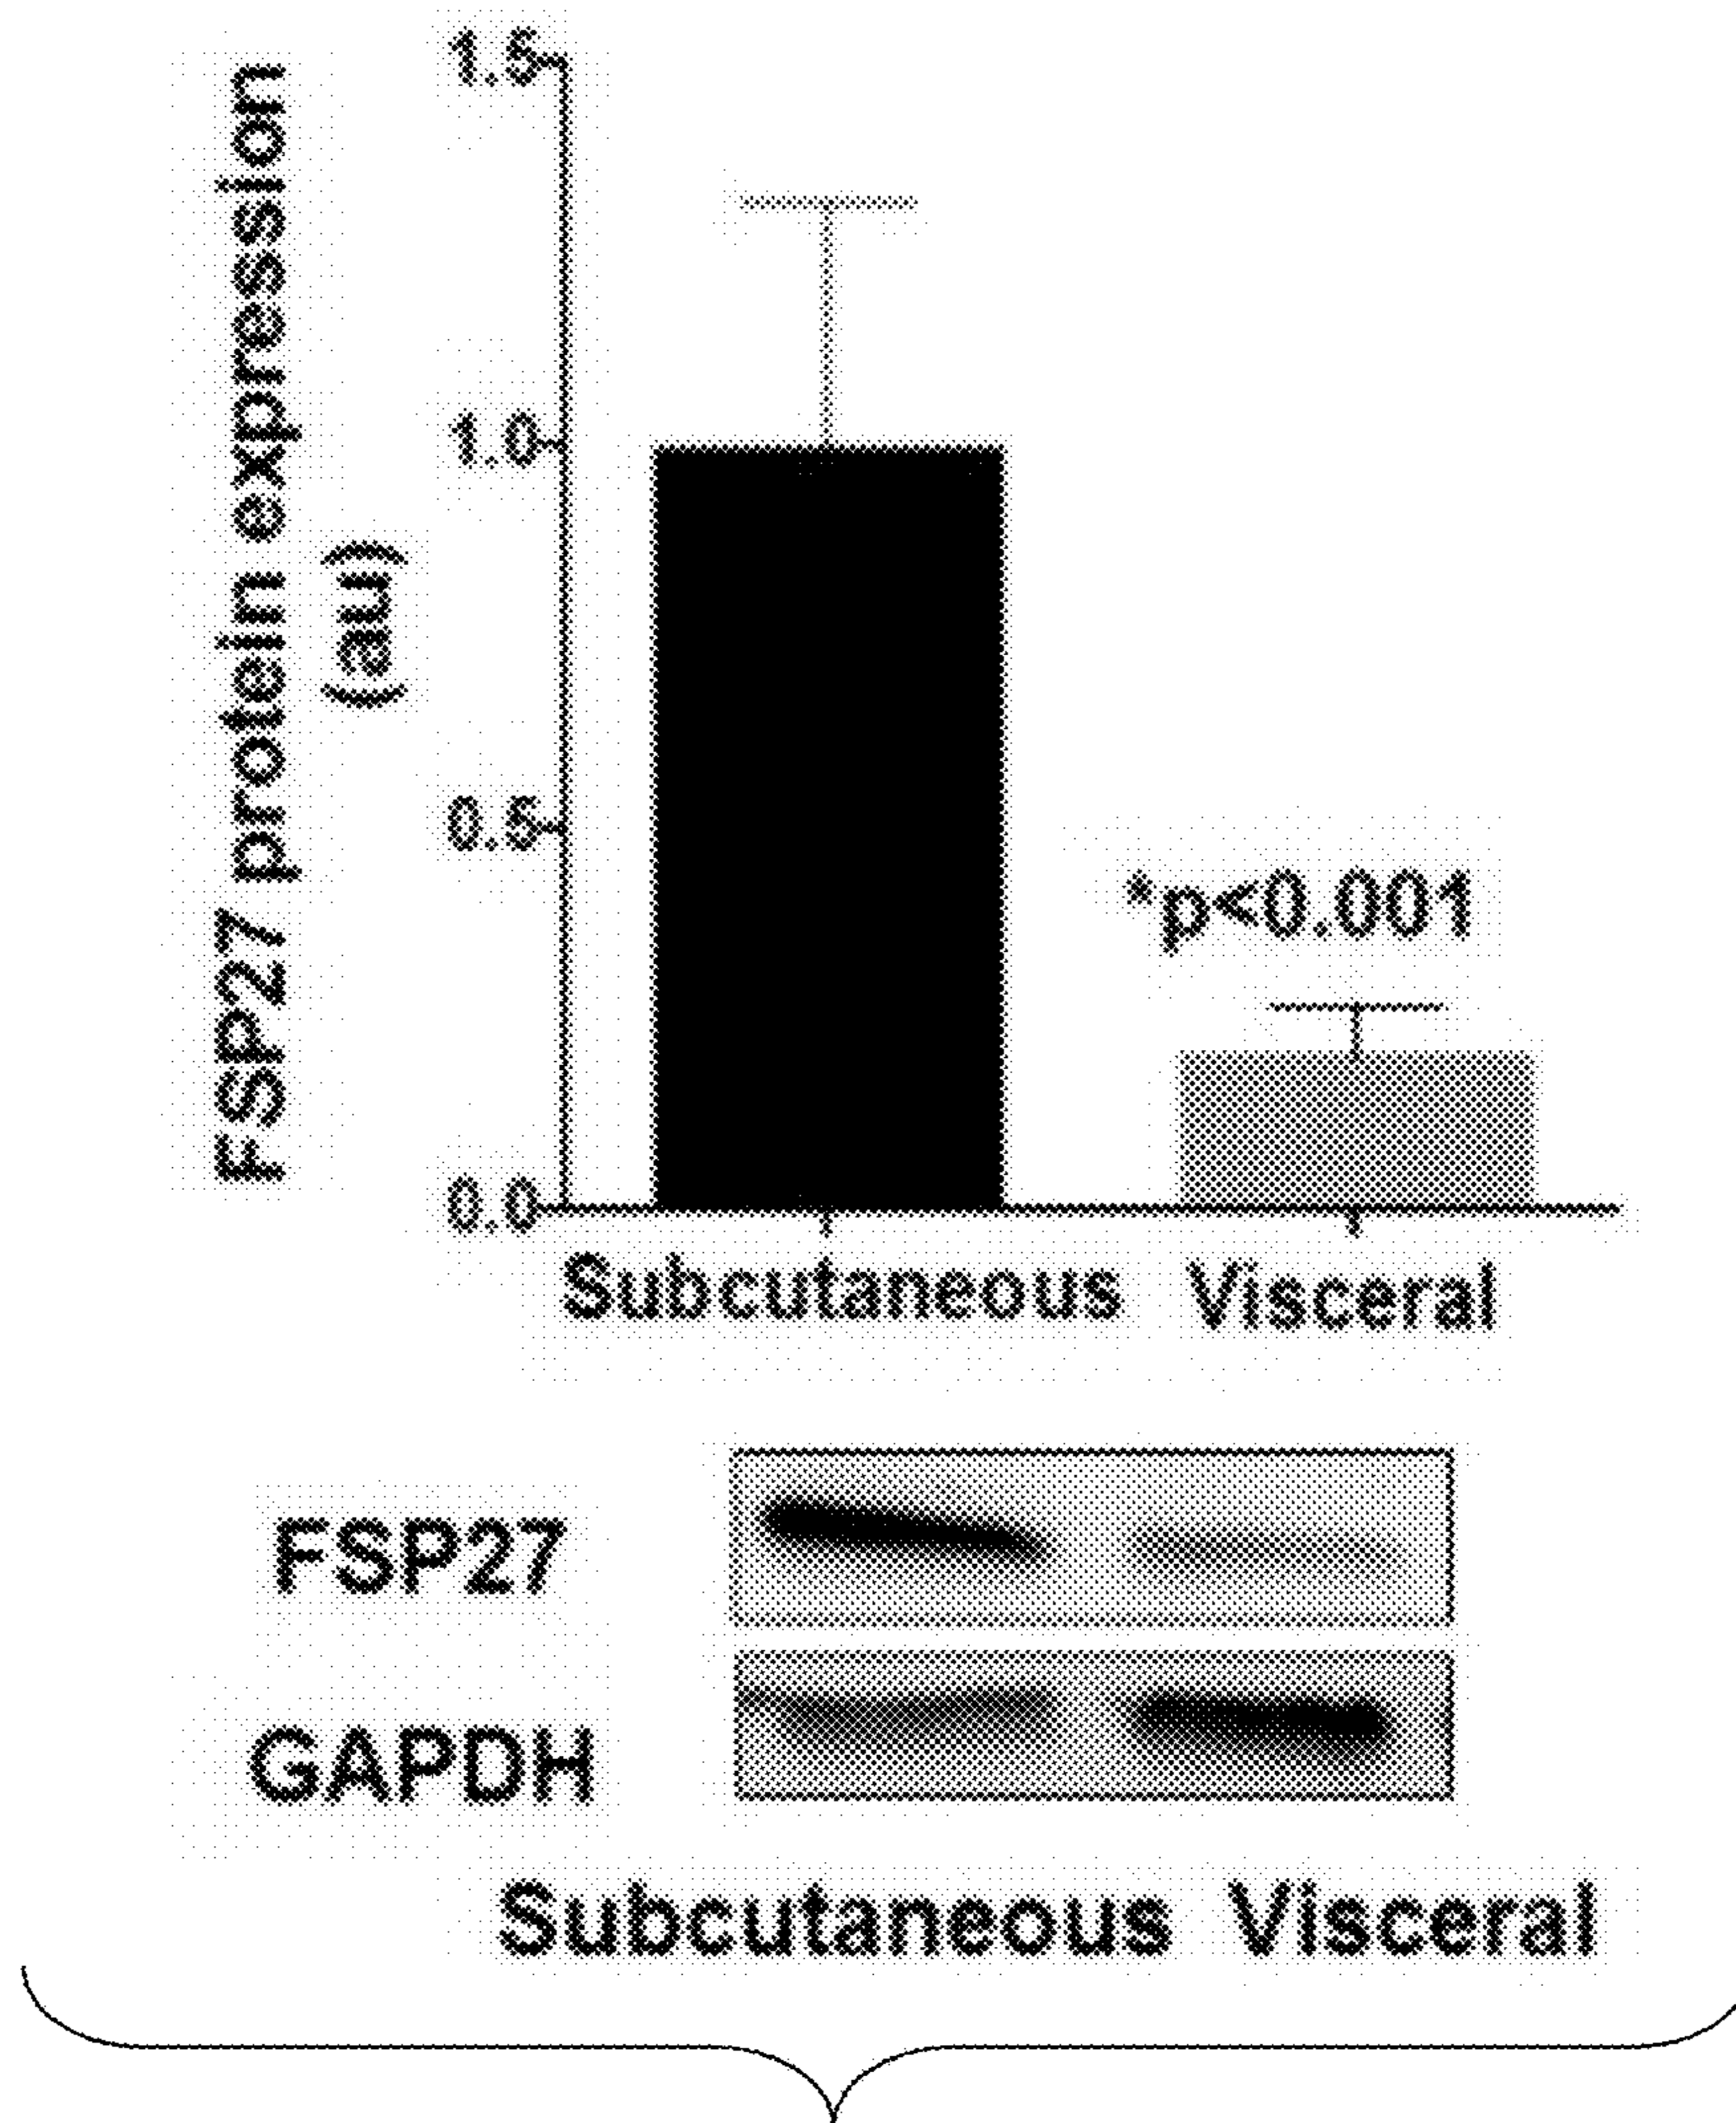 FSP27 protein expression
(au)
1.5
1.0
0.5
0.0
*p<0.001
Subcutaneous Visceral
FSP27
GAPDH
Subcutaneous Visceral